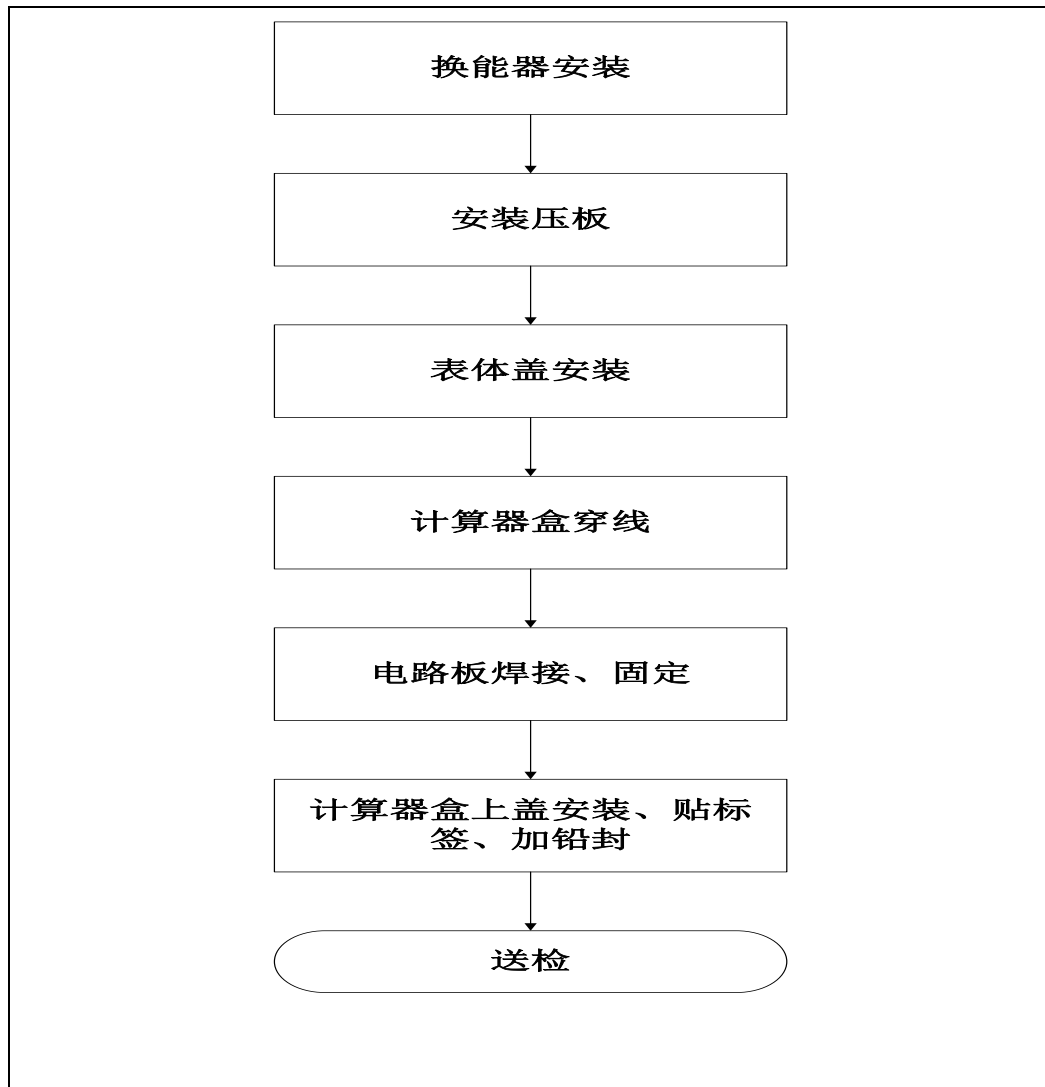 换能器安装
安装压板
表体盖安装
计算器盒穿线
电路板焊接、固定
计算器盒上盖安装、贴标
签、加铅封
送检